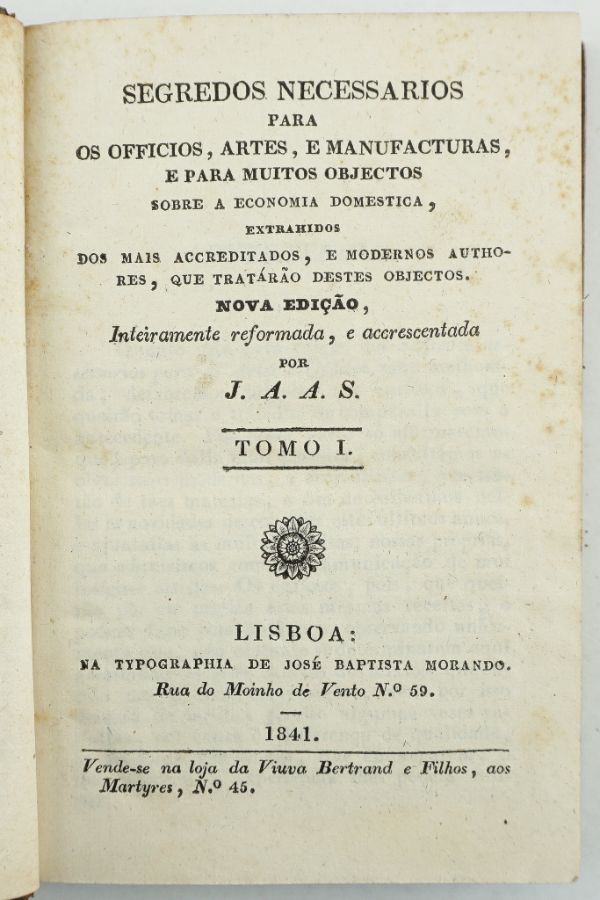 SEGREDOS NECESSARIOS
PARA
OS OFFICIOS, ARTES, E MANUFACTURAS,
E PARA MUITOS OBJECTOS
SOBRE A ECONOMIA DOMESTICA,
EXTRAHIDOS
DOS MAIS ACCREDITADOS, E MODERNOS AUTHO-
RES, QUE TRATÁRÃO DESTES OBJECTOS.
NOVA EDIÇÃO,
Inteiramente reformada, e accrescentada
POR
J. A. A. S.
TOMO I.
LISBOA:
NA TYPOGRAPHIA DE JOSÉ BAPTISTA MORANDO.
Rua do Moinho de Vento N.º 59.
1841.
Vende-se na loja da Viuva Bertrand e Filhos, aos
Martyres, N.º 45.